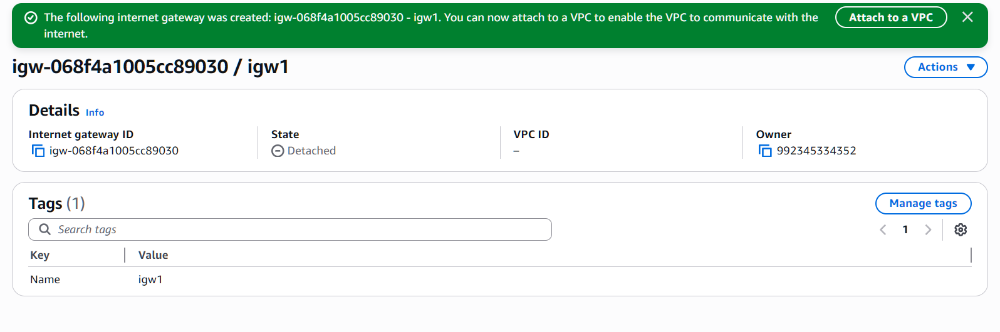 The following internet gateway was created: igw-068f4a1005cc89030 - igw1. You can now attach to a VPC to enable the VPC to communicate with the
internet.
Attach to a VPC
igw-068f4a1005cc89030 / igw1
Actions
Details Info
Internet gateway ID
igw-068f4a1005cc89030
State
Detached
VPC ID
–
Owner
992345334352
Tags (1)
Manage tags
Search tags
1
Key Value
Name igw1